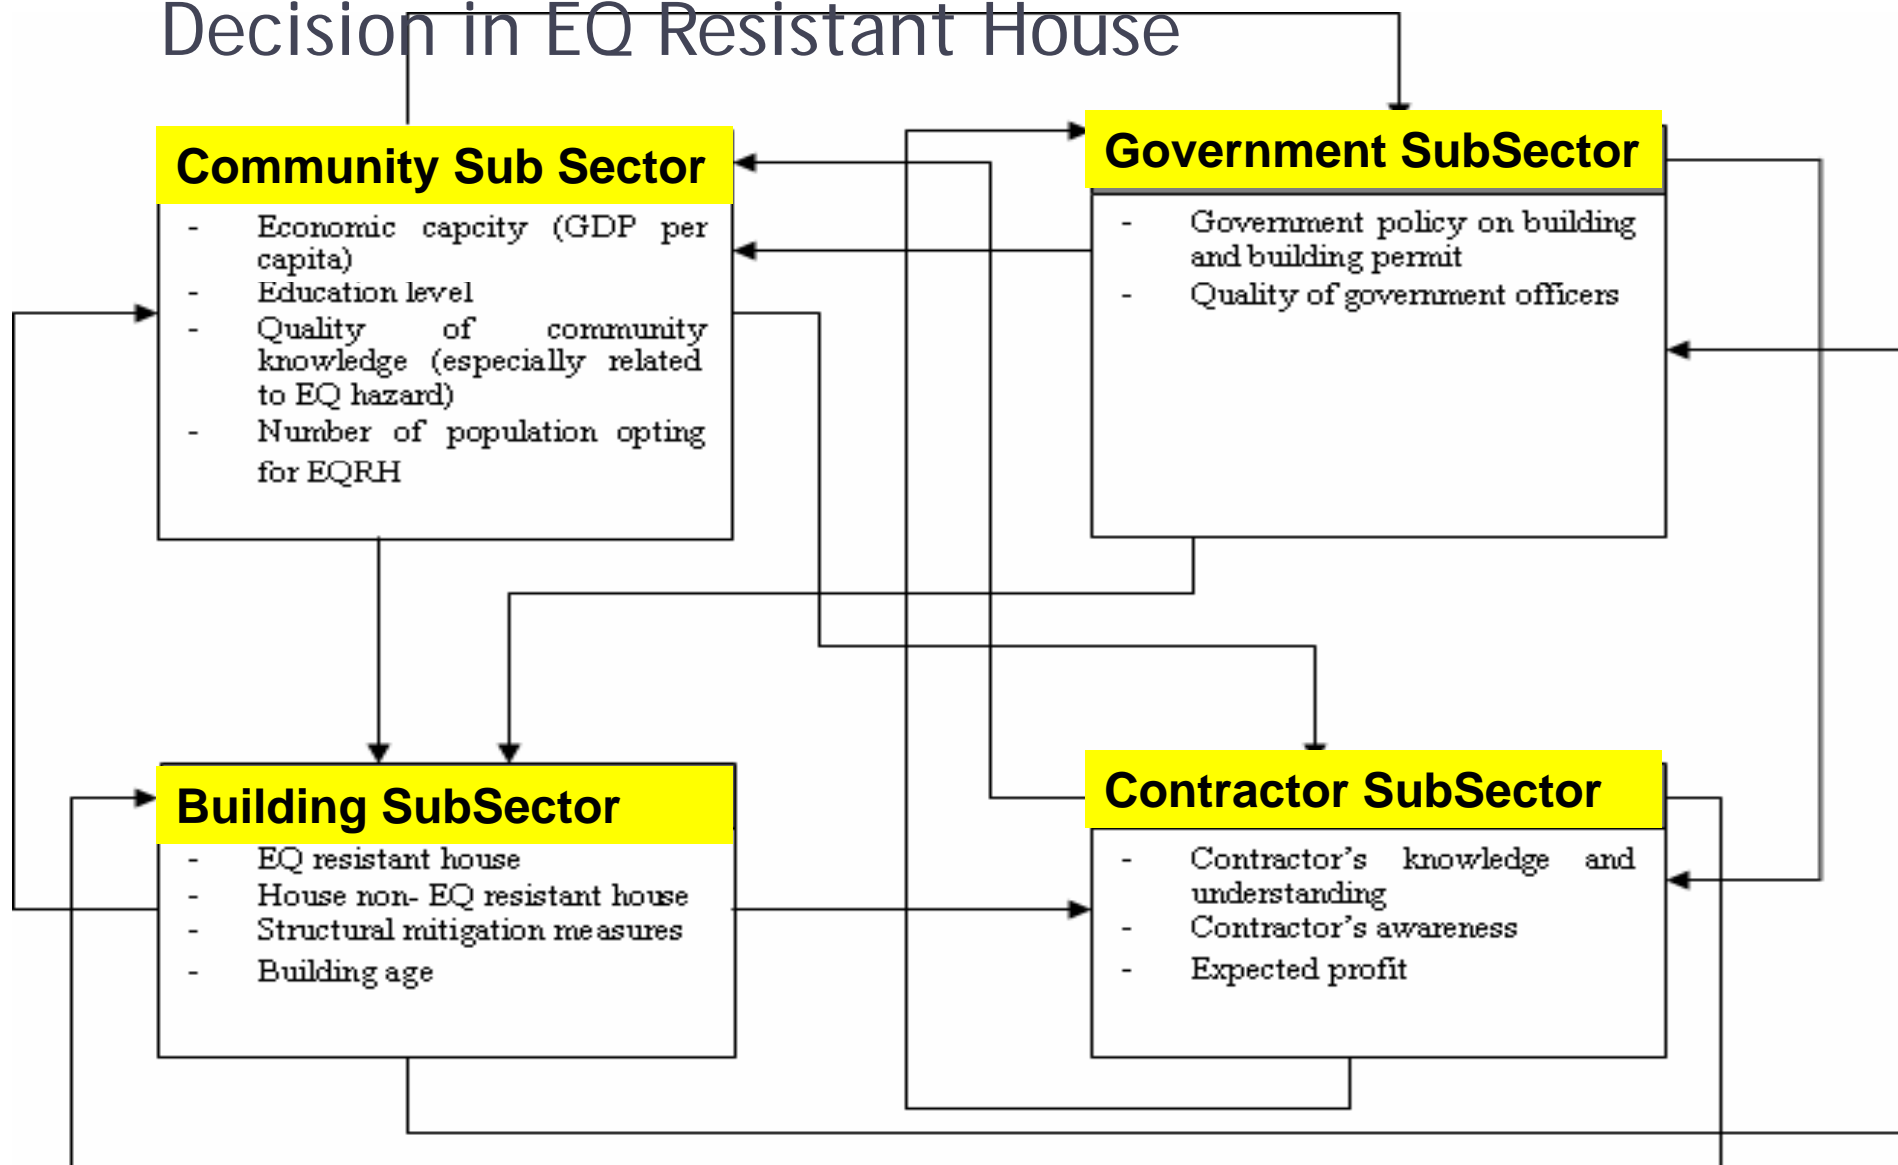 Decision in EQ Resistant House
Community Sub Sector
- Economic capcity (GDP per
capita)
- Education level
- Quality of community
knowledge (especially related
to EQ hazard)
- Number of population opting
for EQRH
Government SubSector
- Government policy on building
and building permit
- Quality of government officers
Building SubSector
- EQ resistant house
- House non- EQ resistant house
- Structural mitigation measures
- Building age
Contractor SubSector
- Contractor's knowledge and
understanding
- Contractor's awareness
- Expected profit